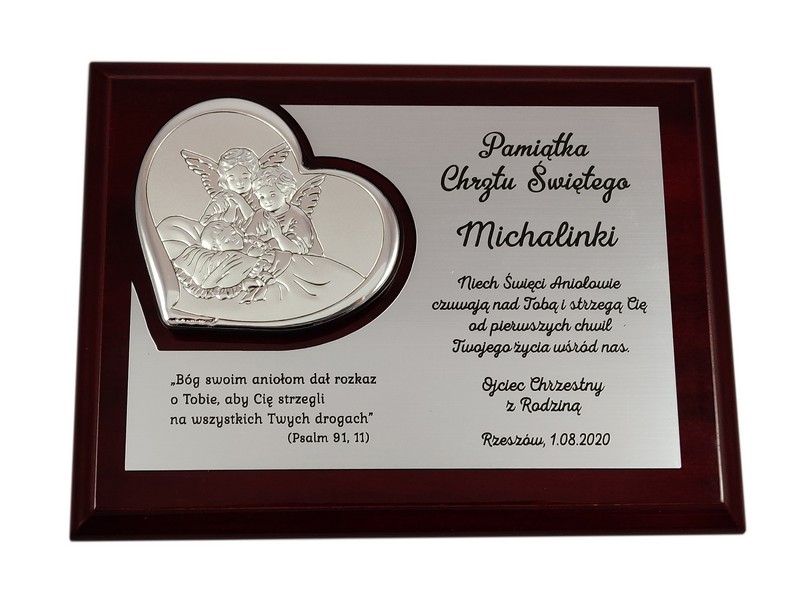 Pamiątka
Chrztu Świętego
Michalinki
Niech Święci Aniołowie
czuwają nad Tobą i strzegą Cię
od pierwszych chwil
Twojego życia wśród nas.
Ojciec Chrzestny
z Rodziną
Rzeszów, 1.08.2020
„Bóg swoim aniołom dał rozkaz
o Tobie, aby Cię strzegli
na wszystkich Twych drogach”
(Psalm 91, 11)